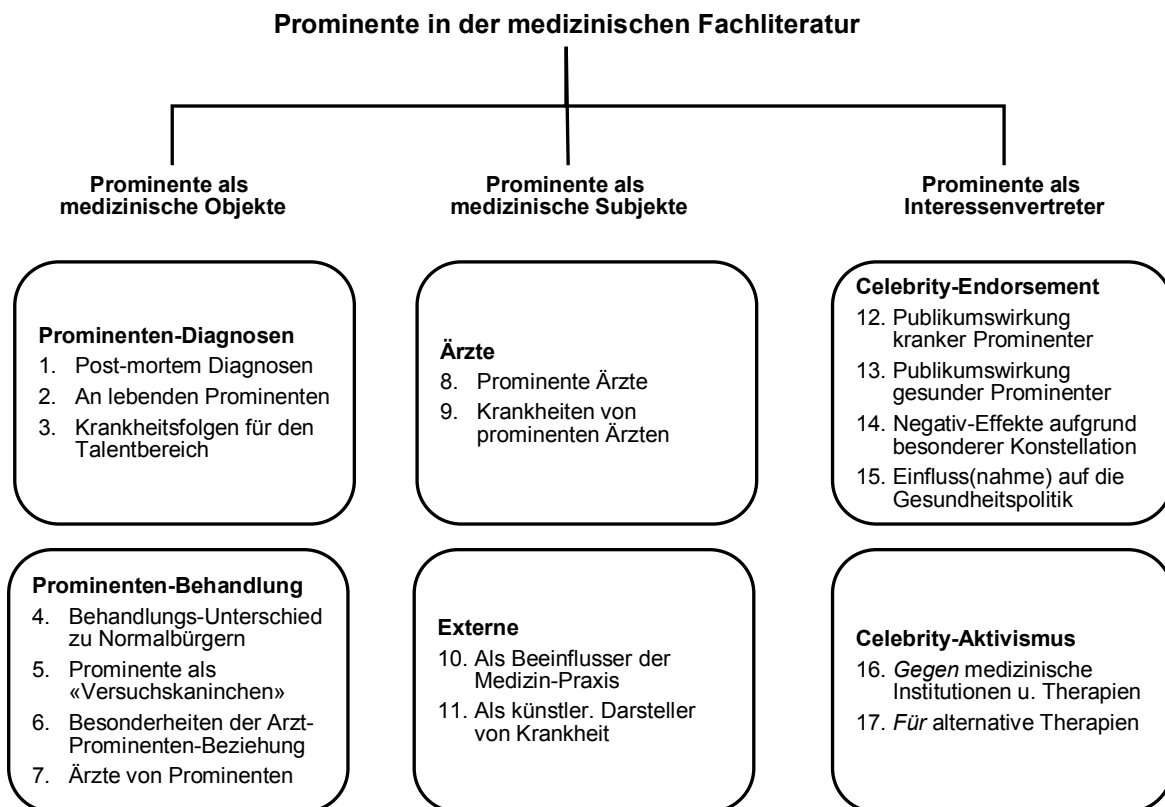 Prominente in der medizinischen Fachliteratur
Prominente als
medizinische Objekte
Prominente als
medizinische Subjekte
Prominente als
Interessenvertreter
Prominenten-Diagnosen
1. Post-mortem Diagnosen
2. An lebenden Prominenten
3. Krankheitsfolgen für den
Talentbereich
Prominenten-Behandlung
4. Behandlungs-Unterschied
zu Normalbürgern
5. Prominente als
«Versuchskaninchen»
6. Besonderheiten der Arzt-
Prominenten-Beziehung
7. Ärzte von Prominenten
Ärzte
8. Prominente Ärzte
9. Krankheiten von
prominenten Ärzten
Externe
10. Als Beeinflusser der
Medizin-Praxis
11. Als künstler. Darsteller
von Krankheit
Celebrity-Endorsement
12. Publikumswirkung
kranker Prominenter
13. Publikumswirkung
gesunder Prominenter
14. Negativ-Effekte aufgrund
besonderer Konstellation
15. Einfluss(nahme) auf die
Gesundheitspolitik
Celebrity-Aktivismus
16. Gegen medizinische
Institutionen u. Therapien
17. Für alternative Therapien